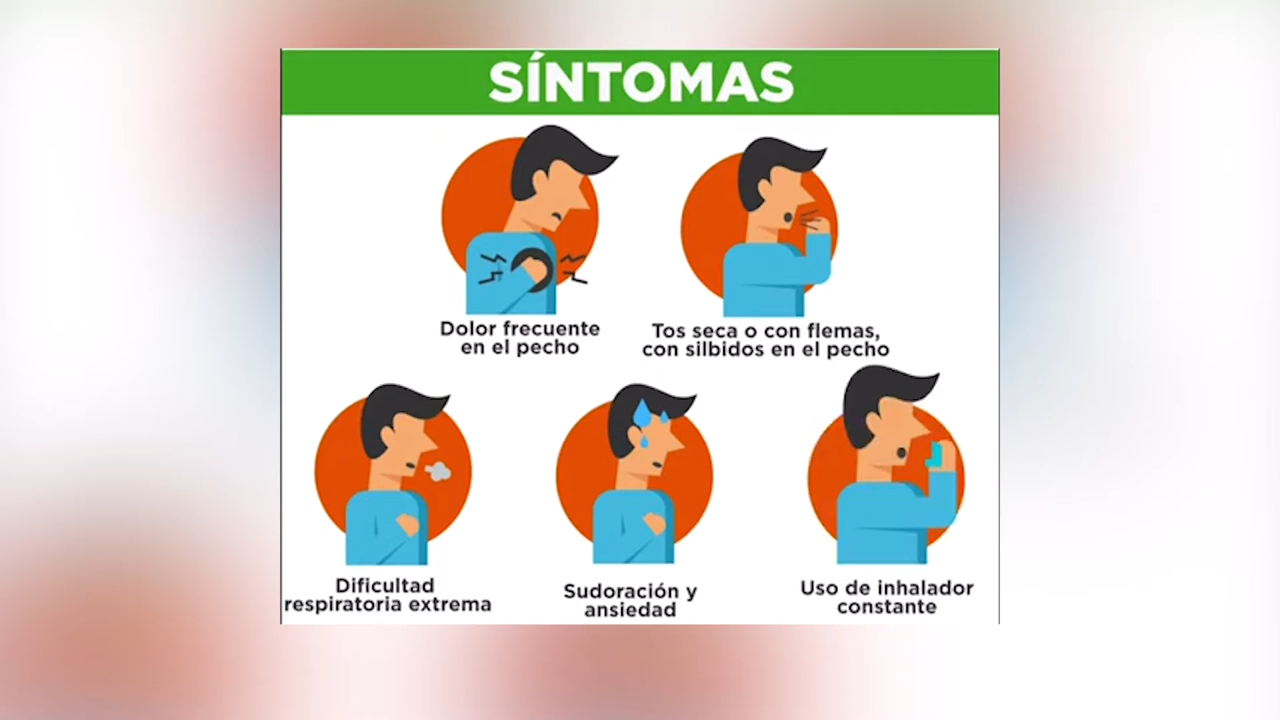 SÍNTOMAS
Dolor frecuente
en el pecho
Tos seca o con flemas,
con silbidos en el pecho
Dificultad
respiratoria extrema
Sudoración y
ansiedad
Uso de inhalador
constante